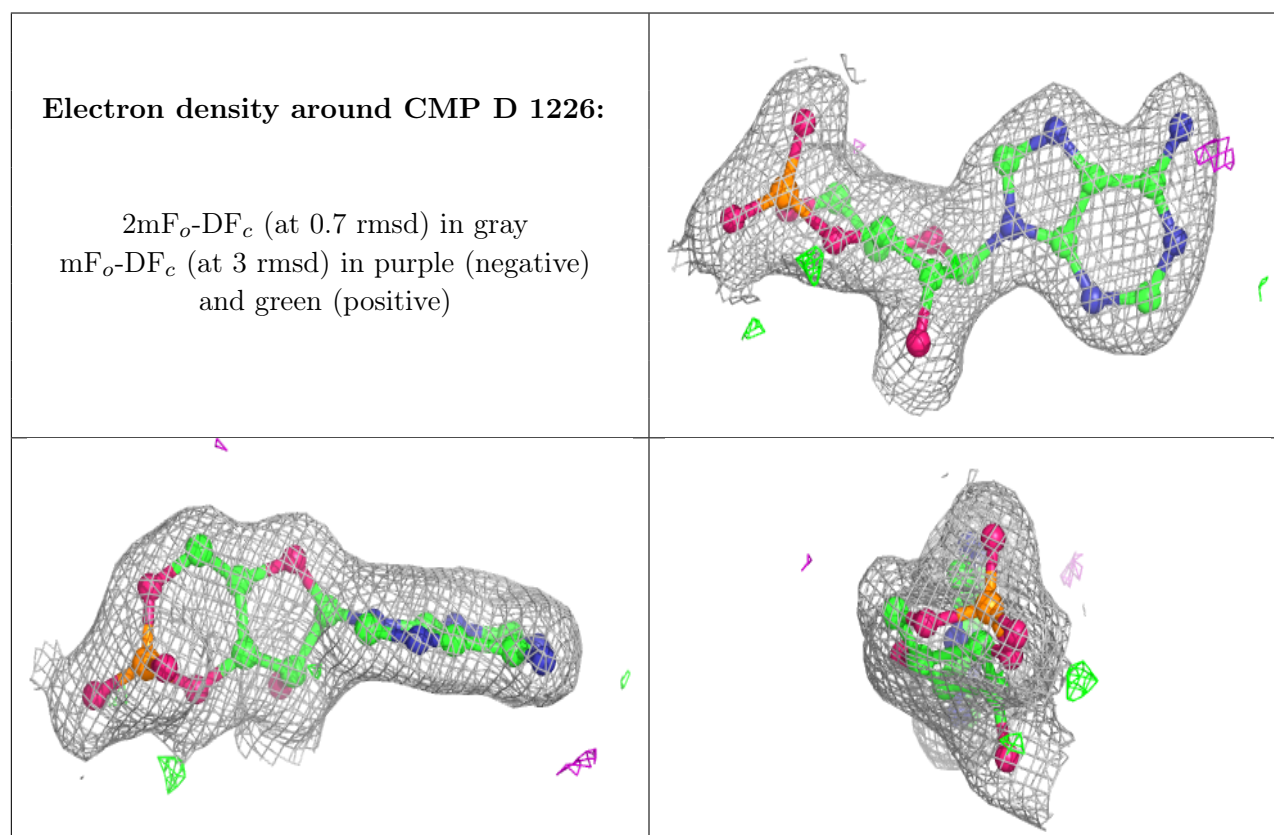 Electron density around CMP D 1226:
2mFo-DFc (at 0.7 rmsd) in gray
mFo-DFc (at 3 rmsd) in purple (negative)
and green (positive)